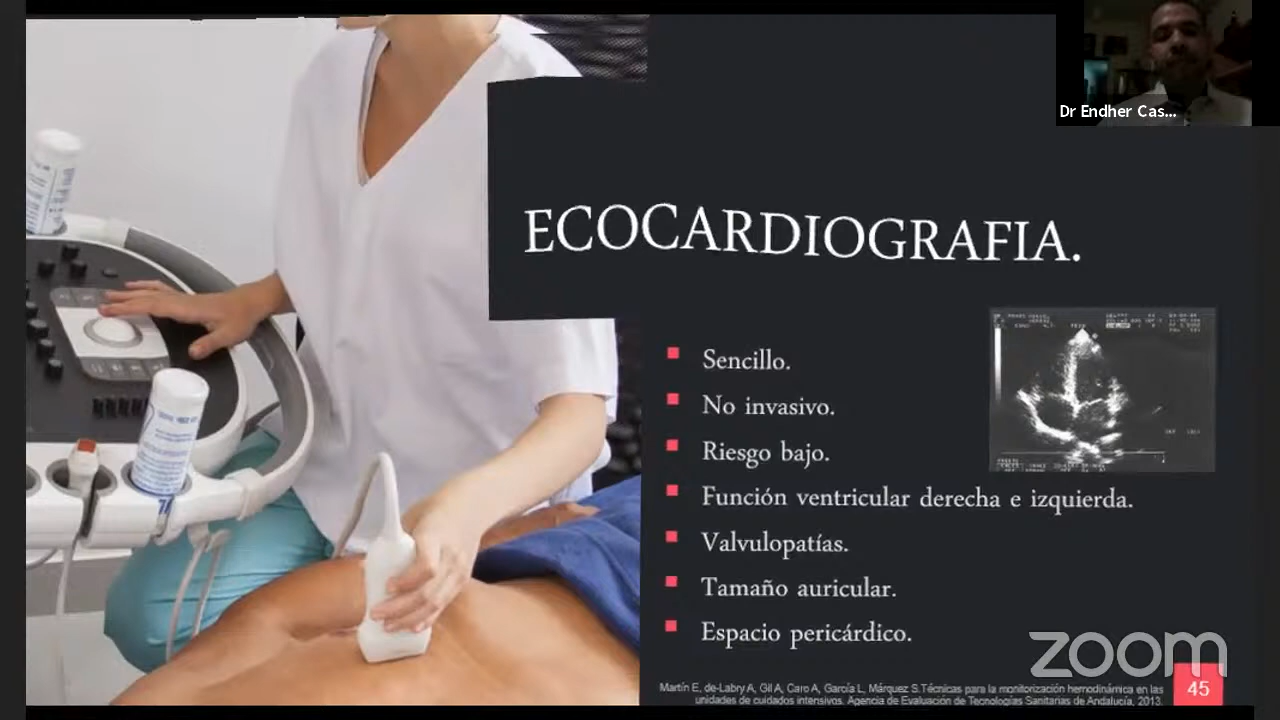 Dr Endher Cas...
ECOCARDIOGRAFIA.
Sencillo.
No invasivo.
Riesgo bajo.
Función ventricular derecha e izquierda.
Valvulopatías.
Tamaño auricular.
Espacio pericárdico.
zoom
Martín E, de-Labry A, Gil A, Caro A, García L, Márquez S.Técnicas para la monitorización hemodinámica en las
unidades de cuidados intensivos. Agencia de Evaluación de Tecnologías Sanitarias de Andalucía, 2013.
45